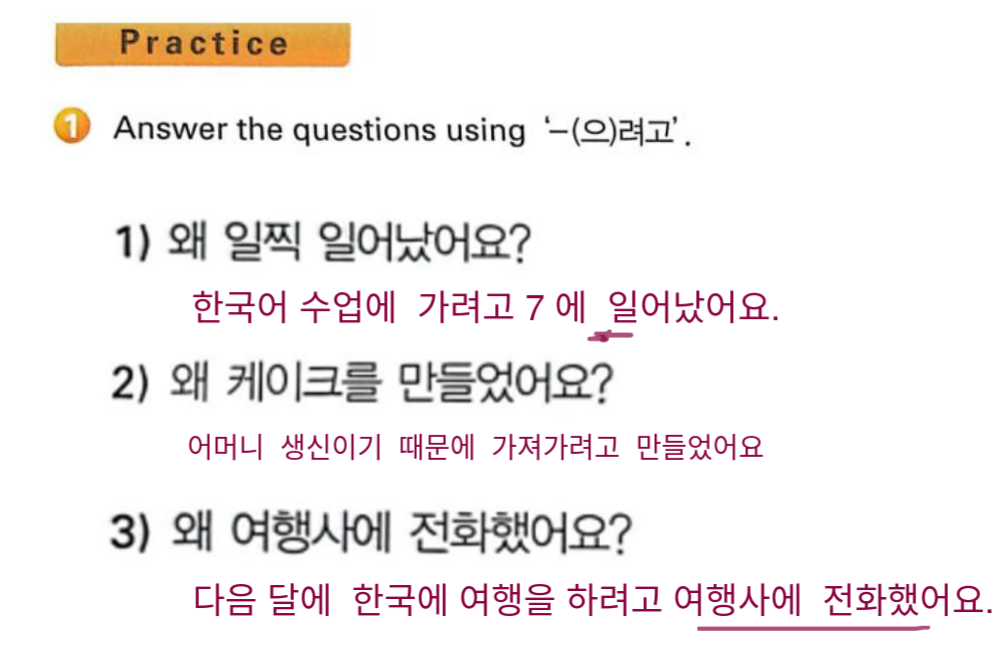 Practice
1 Answer the questions using '-(으)려고'.
1) 왜 일찍 일어났어요?
한국어 수업에 가려고 7 에 일어났어요.
2) 왜 케이크를 만들었어요?
어머니 생신이기 때문에 가져가려고 만들었어요
3) 왜 여행사에 전화했어요?
다음 달에 한국에 여행을 하려고 여행사에 전화했어요.